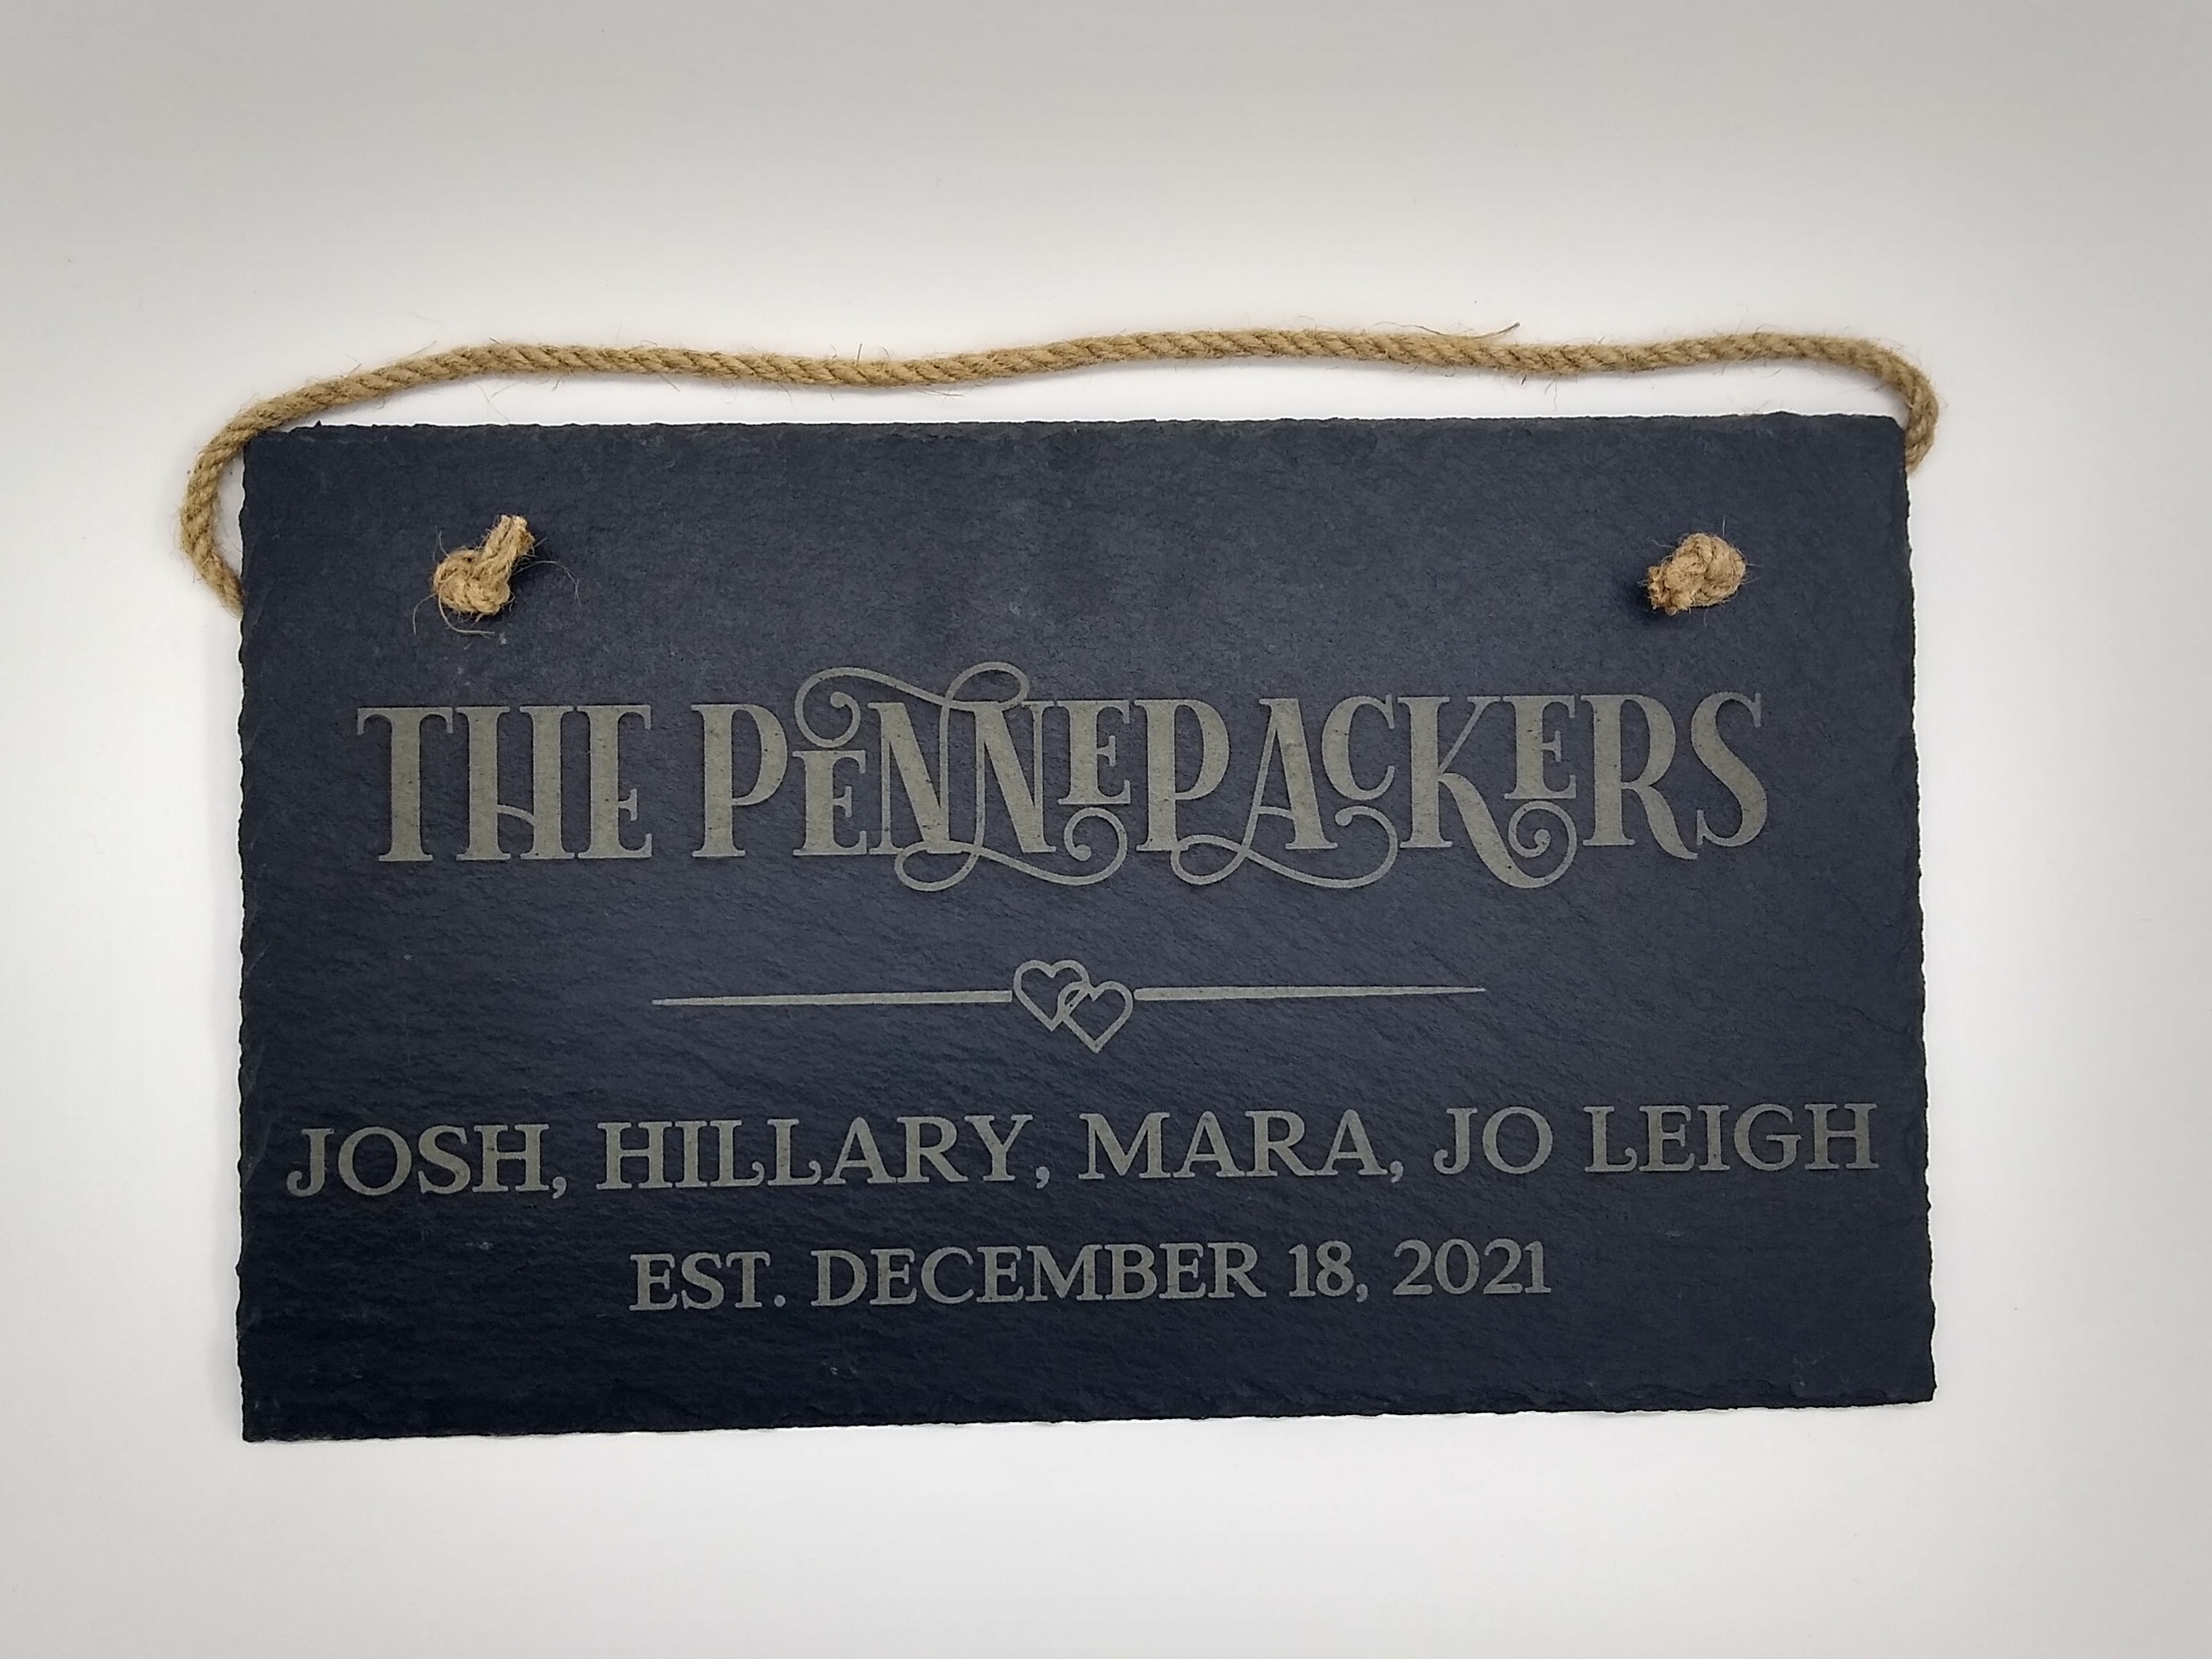 THE PENNEPACKERS
JOSH, HILLARY, MARA, JO LEIGH
EST. DECEMBER 18, 2021